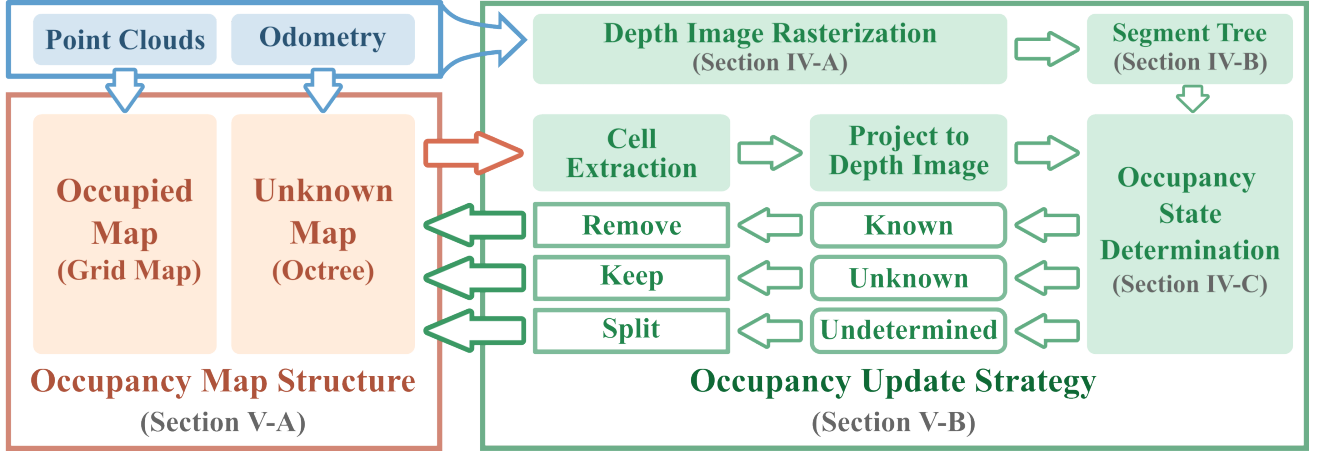 Point Clouds
Odometry
Depth Image Rasterization
(Section IV-A)
Segment Tree
(Section IV-B)
Occupied
Map
(Grid Map)
Unknown
Map
(Octree)
Cell
Extraction
Project to
Depth Image
Occupancy
State
Determination
(Section IV-C)
Remove
Known
Keep
Unknown
Split
Undetermined
Occupancy Map Structure
(Section V-A)
Occupancy Update Strategy
(Section V-B)